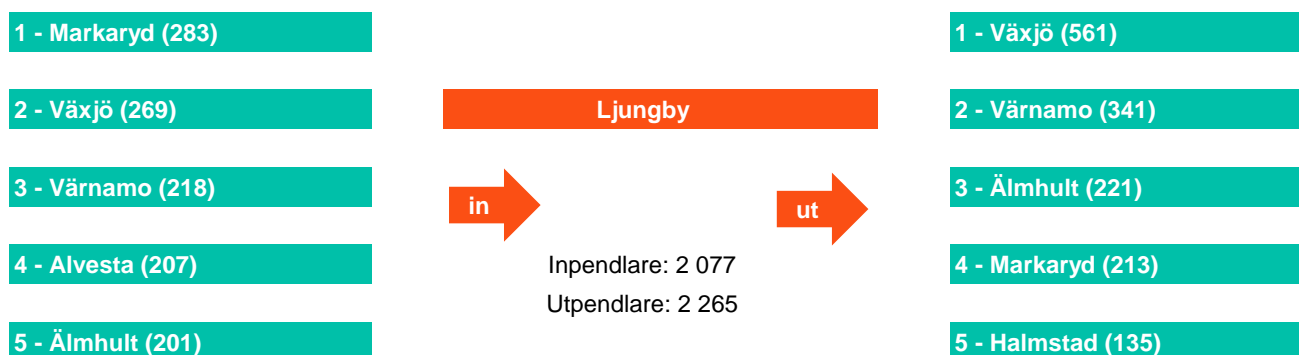 1 - Markaryd (283)
2 - Växjö (269)
3 - Värnamo (218)
4 - Alvesta (207)
5 - Älmhult (201)
Ljungby
in
ut
Inpendlare: 2 077
Utpendlare: 2 265
1 - Växjö (561)
2 - Värnamo (341)
3 - Älmhult (221)
4 - Markaryd (213)
5 - Halmstad (135)